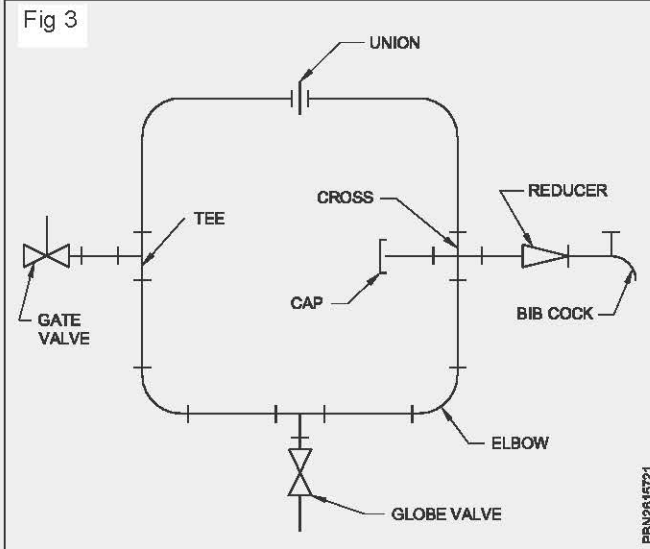 Fig 3
UNION
CROSS
REDUCER
TEE
GATE
VALVE
CAP
BIB COCK
ELBOW
GLOBE VALVE
PBN2615721